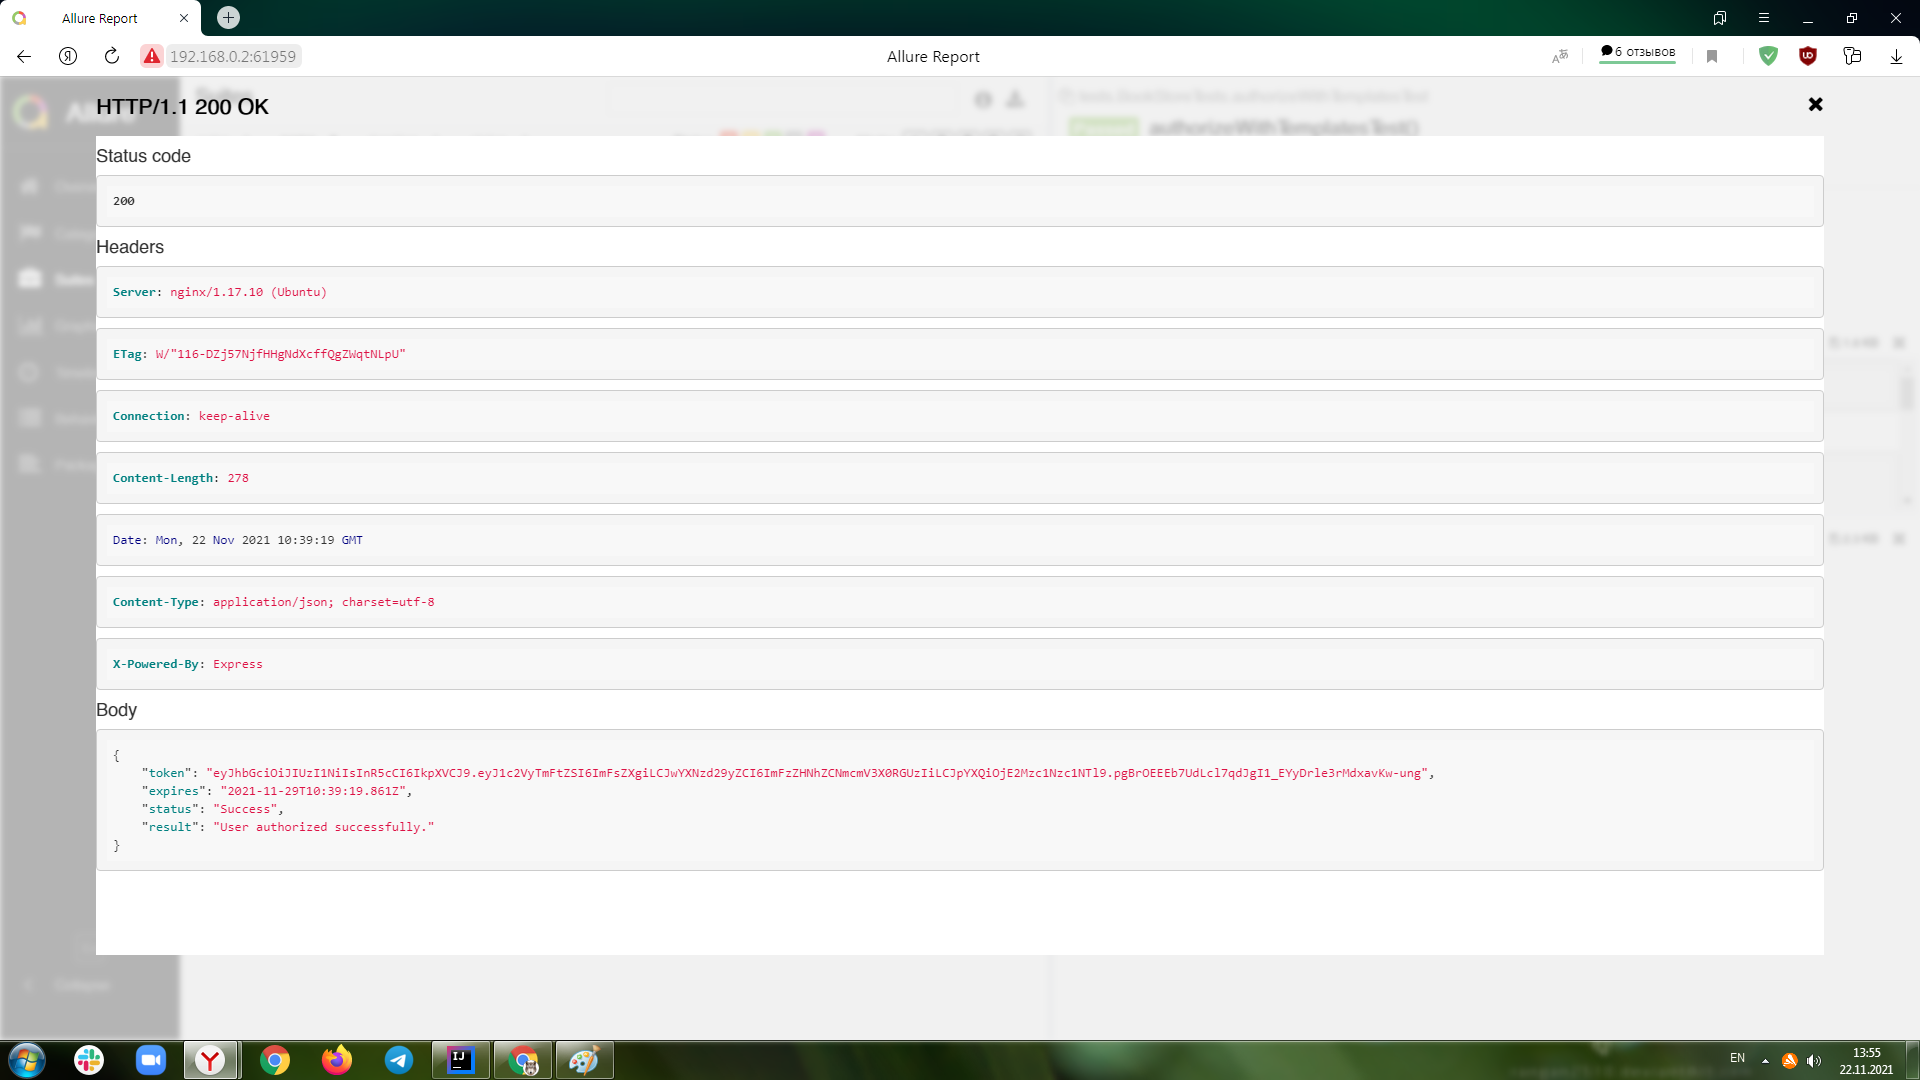 Allure Report
192.168.0.2:61959
Allure Report
6 отзывов
HTTP/1.1 200 OK
authorizeWithTemplatesTest()
Status code
200
Headers
Server: nginx/1.17.10 (Ubuntu)
ETag: W/"116-DZj57NjfHHgNdXcffQgZWqtNLpU"
Connection: keep-alive
Content-Length: 278
Date: Mon, 22 Nov 2021 10:39:19 GMT
Content-Type: application/json; charset=utf-8
X-Powered-By: Express
Body
{
"token": "eyJhbGciOiJIUzI1NiIsInR5cCI6IkpXVCJ9.eyJ1c2VyTmFtZSI6ImFsZXgiLCJwYXNzd29yZCI6ImFzZHNhZCNmcmV3X0RGUzIiLCJpYXQiOjE2Mzc1Nzc1NTl9.pgBrOEEEb7UdLcl7qdJgI1_EYyDrle3rMdxavKw-ung",
"expires": "2021-11-29T10:39:19.861Z",
"status": "Success",
"result": "User authorized successfully."
}
EN
13:55
22.11.2021